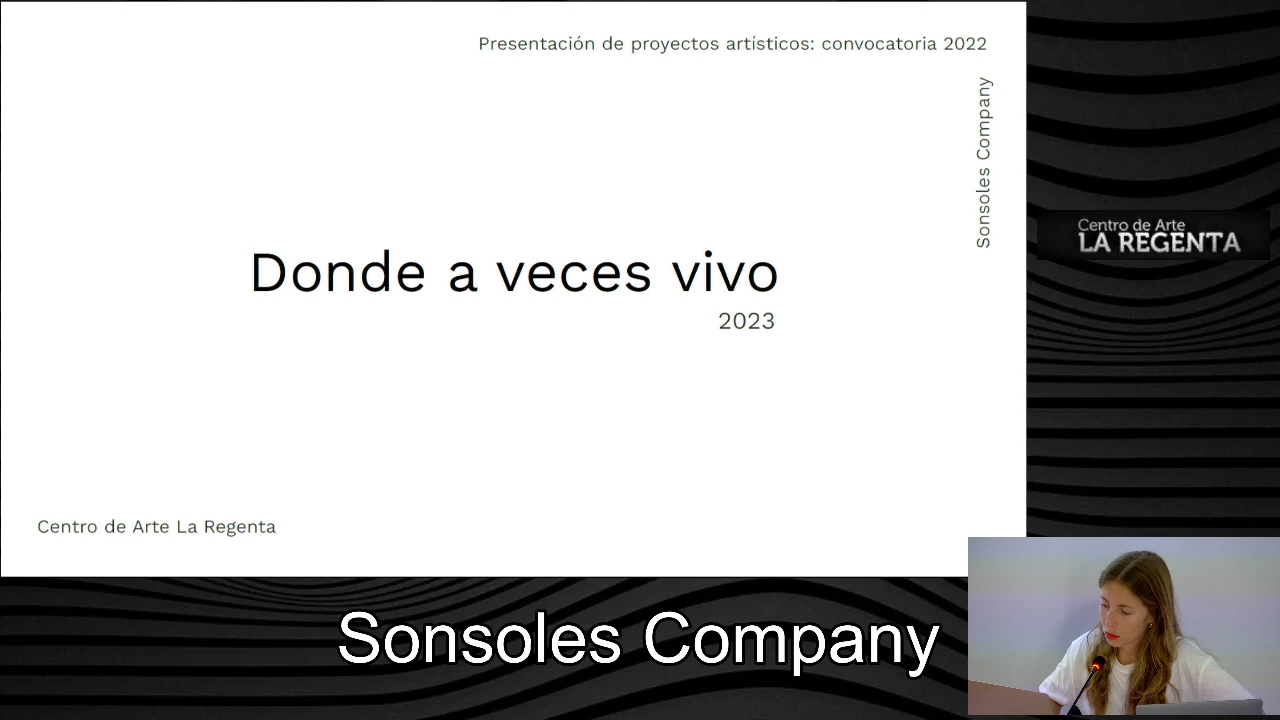 Presentación de proyectos artísticos: convocatoria 2022
Sonsoles Company
Centro de Arte
LA REGENTA
Donde a veces vivo
2023
Centro de Arte La Regenta
Sonsoles Company